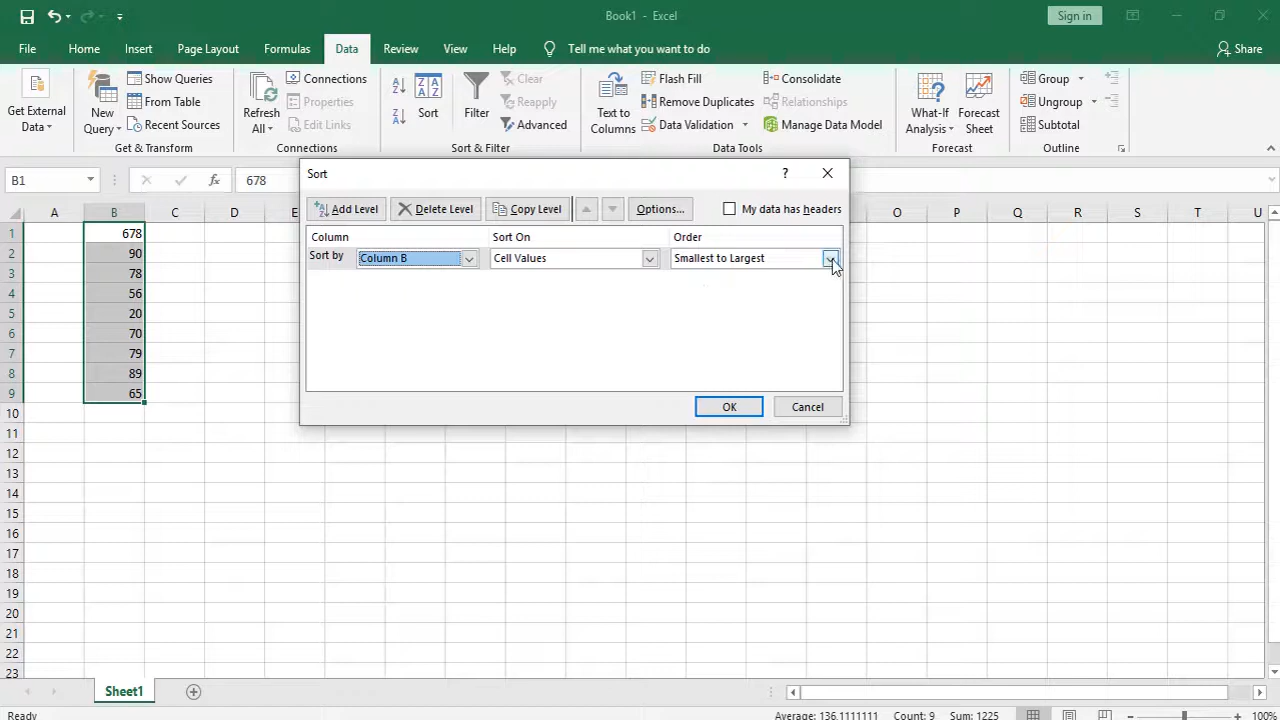 Book1 - Excel
Sign in
File Home Insert Page Layout Formulas Data Review View Help Tell me what you want to do Share
Get External Data
New Query
Show Queries
From Table
Recent Sources
Get & Transform
Refresh All
Connections
Properties
Edit Links
Connections
Sort
Filter
Clear
Reapply
Advanced
Sort & Filter
Text to Columns
Flash Fill
Remove Duplicates
Data Validation
Consolidate
Relationships
Manage Data Model
Data Tools
What-If Analysis
Forecast Sheet
Forecast
Group
Ungroup
Subtotal
Outline
B1 fx 678
Sort ?
Add Level Delete Level Copy Level Options... My data has headers
Column Sort On Order
Sort by Column B Cell Values Smallest to Largest
OK Cancel
A B C D E O P Q R S T U
1 678
2 90
3 78
4 56
5 20
6 70
7 79
8 89
9 65
10
11
12
13
14
15
16
17
18
19
20
21
22
23
Sheet1
Ready Average: 136.1111111 Count: 9 Sum: 1225 100%